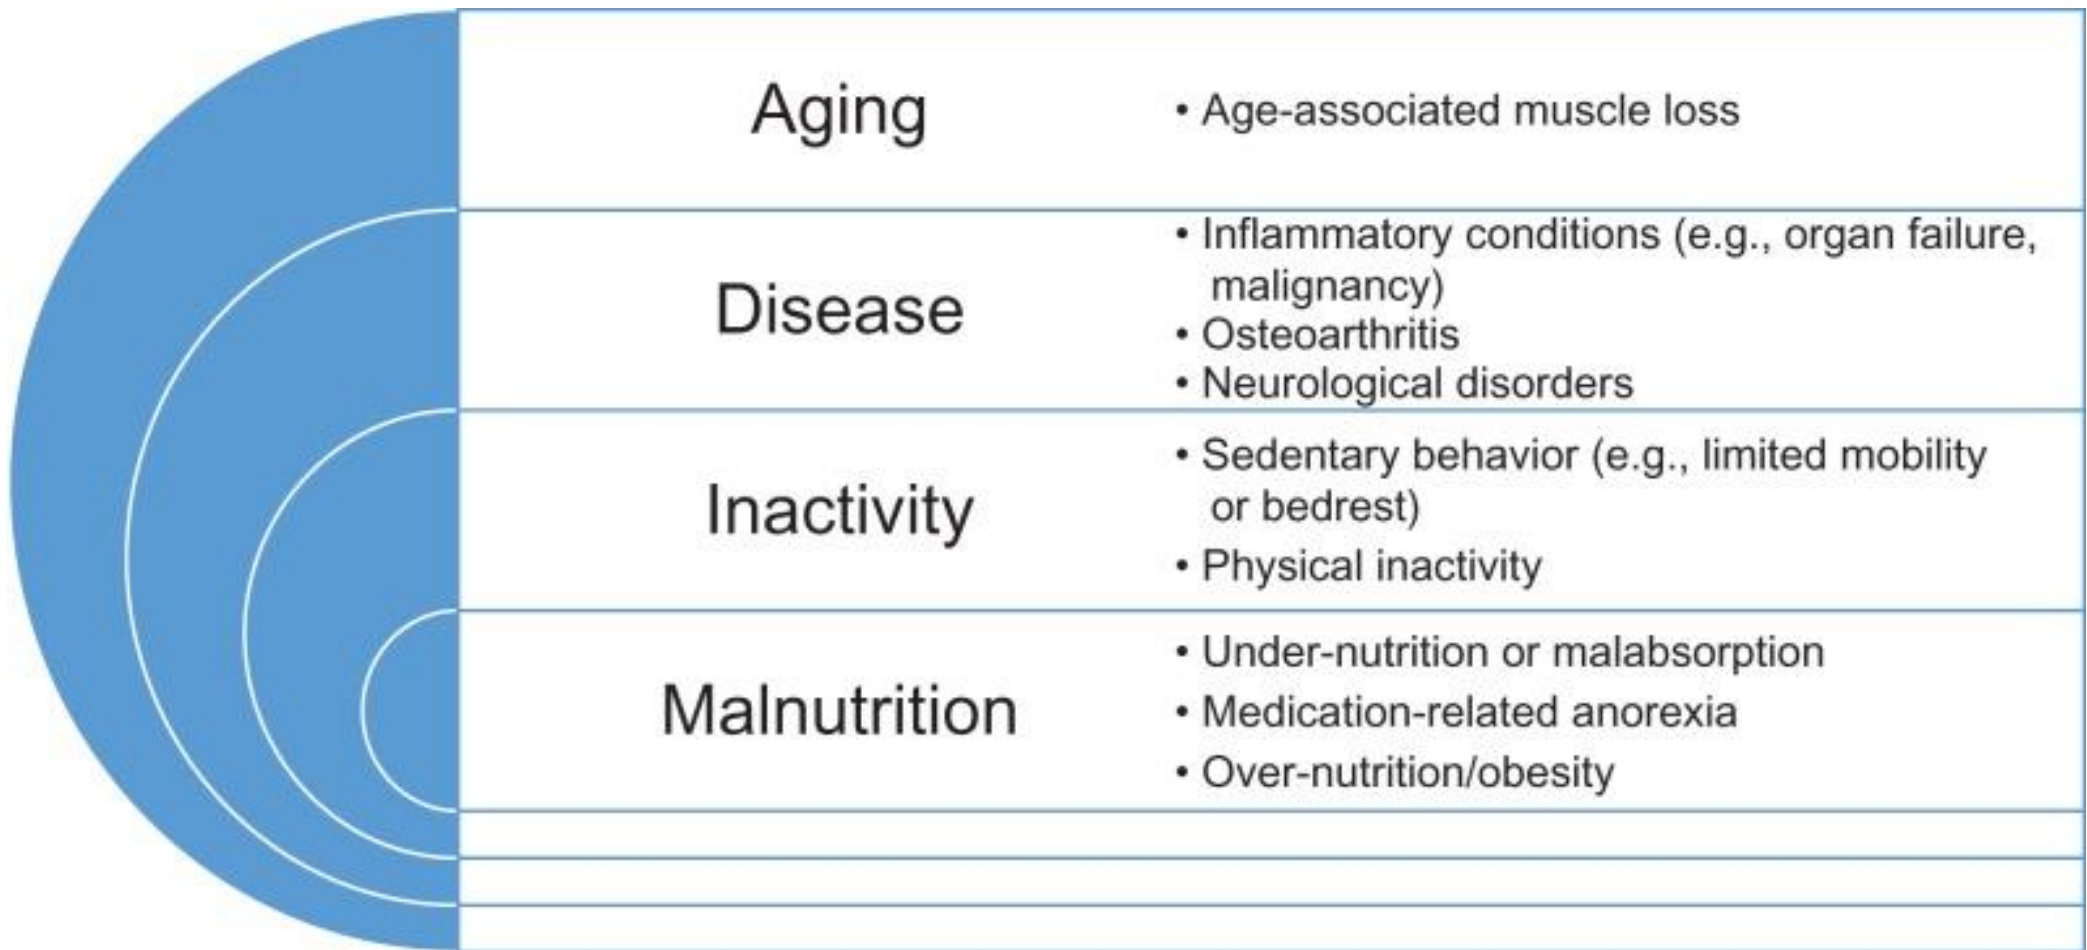 Aging
• Age-associated muscle loss
Disease
• Inflammatory conditions (e.g., organ failure,
malignancy)
• Osteoarthritis
• Neurological disorders
Inactivity
• Sedentary behavior (e.g., limited mobility
or bedrest)
• Physical inactivity
Malnutrition
• Under-nutrition or malabsorption
• Medication-related anorexia
• Over-nutrition/obesity